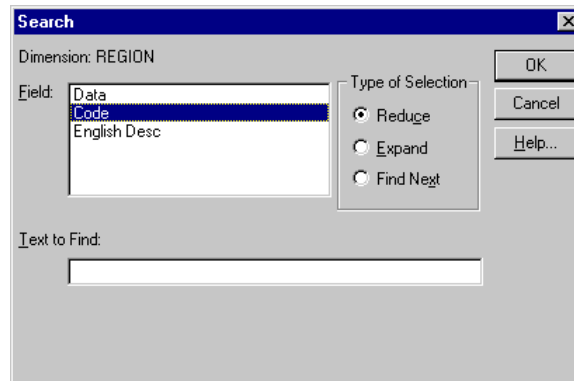 Search
Dimension: REGION
Field:
Data
Code
English Desc
Type of Selection
Reduce
Expand
Find Next
OK
Cancel
Help...
Text to Find: